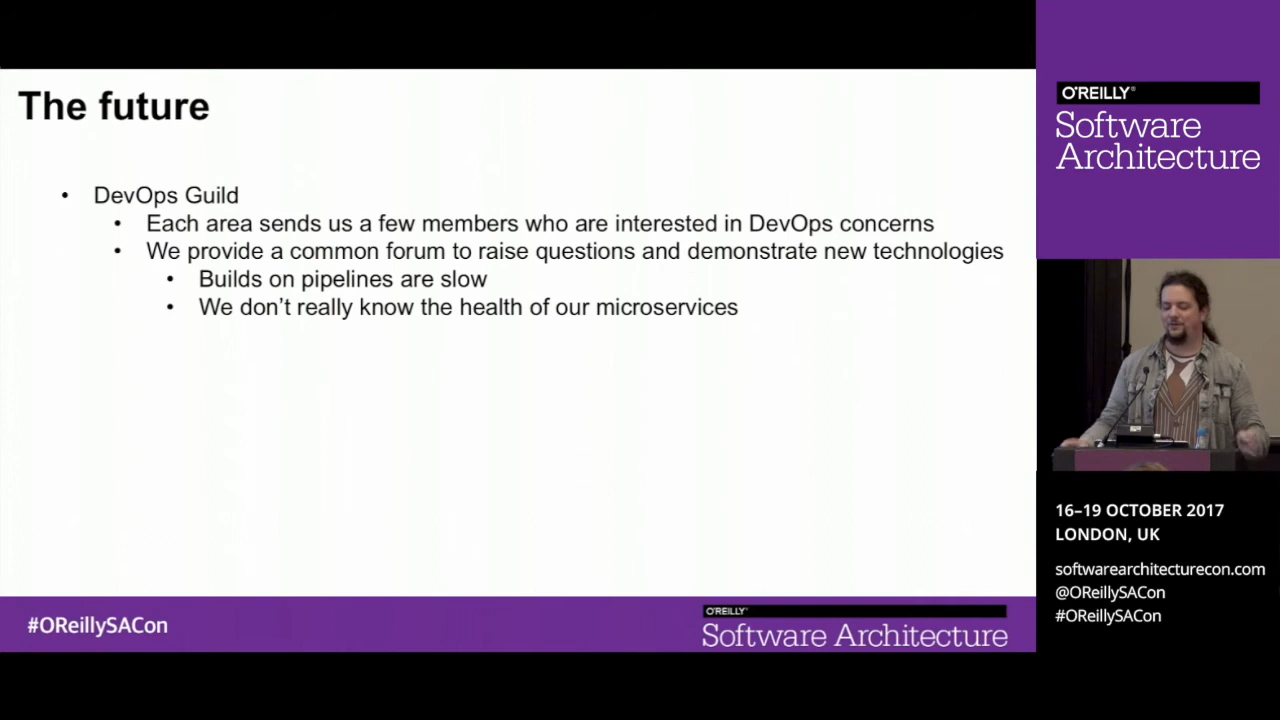 The future
• DevOps Guild
• Each area sends us a few members who are interested in DevOps concerns
• We provide a common forum to raise questions and demonstrate new technologies
• Builds on pipelines are slow
• We don't really know the health of our microservices
#OReillySACon
O'REILLY®
Software Architecture
O'REILLY®
Software
Architecture
16–19 OCTOBER 2017
LONDON, UK
softwarearchitecturecon.com
@OReillySACon
#OReillySACon